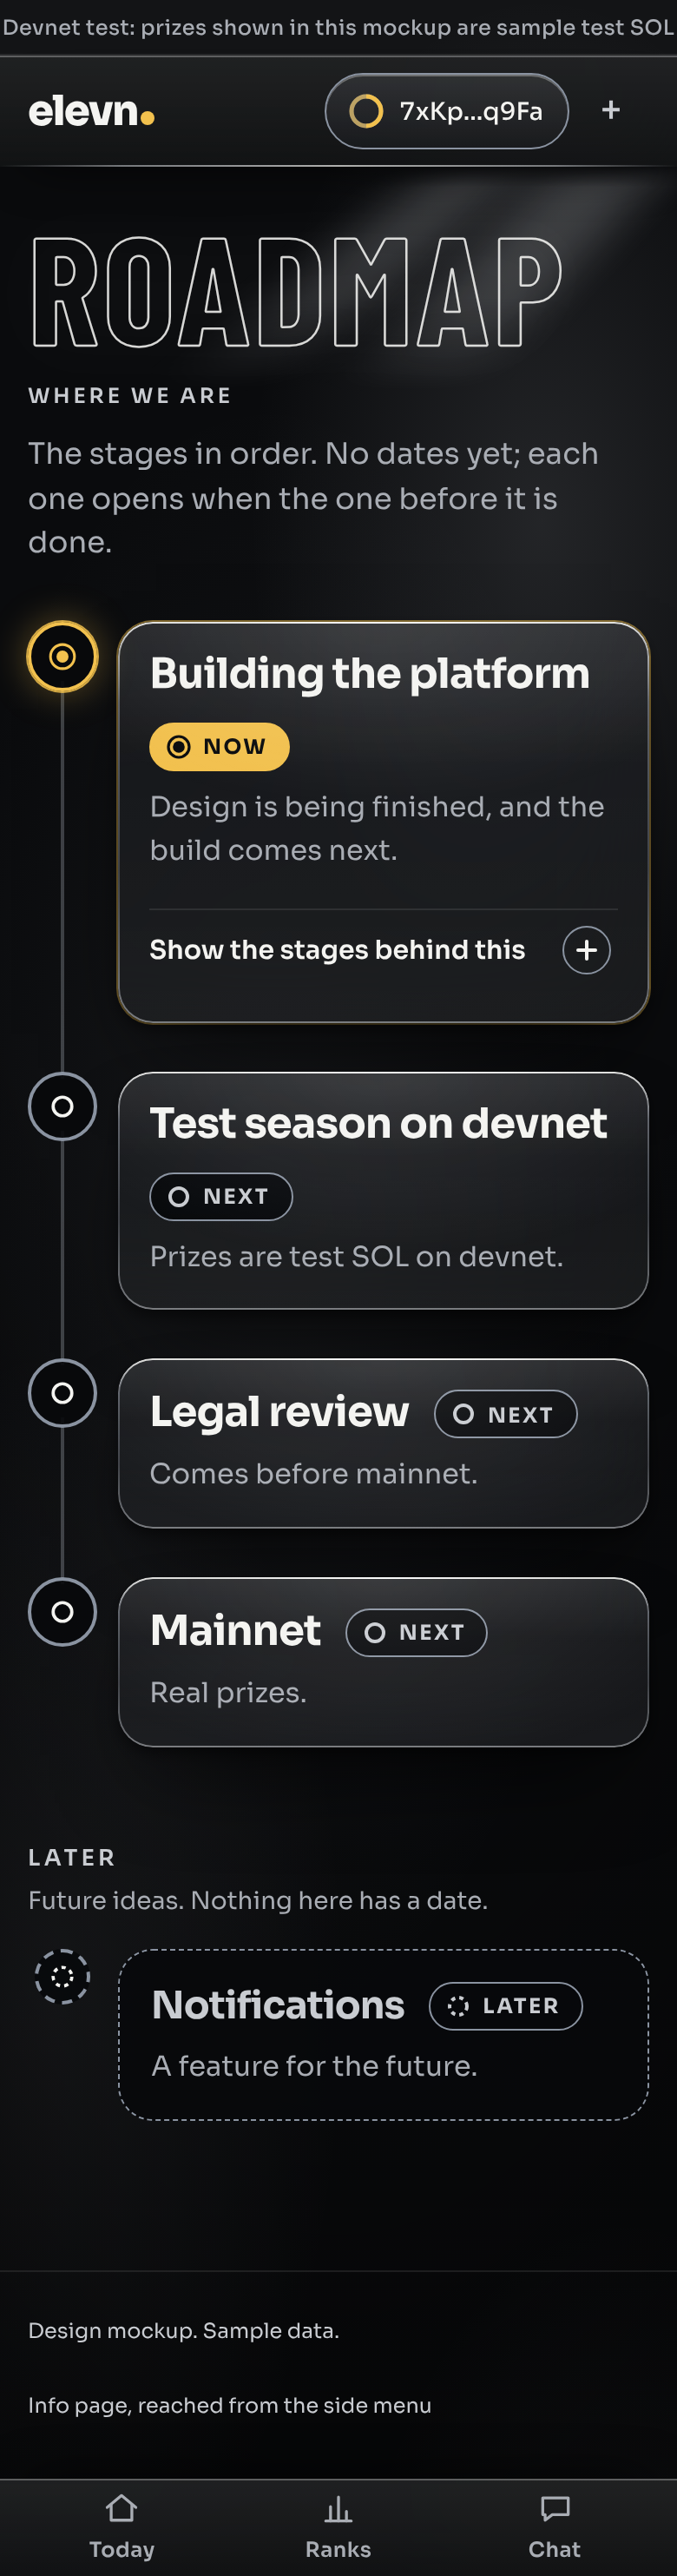 Devnet test: prizes shown in this mockup are sample test SOL
elevn.
7xKp...q9Fa
+
ROADMAP
WHERE WE ARE
The stages in order. No dates yet; each
one opens when the one before it is
done.
Building the platform
NOW
Design is being finished, and the
build comes next.
Show the stages behind this
Test season on devnet
NEXT
Prizes are test SOL on devnet.
Legal review NEXT
Comes before mainnet.
Mainnet NEXT
Real prizes.
LATER
Future ideas. Nothing here has a date.
Notifications LATER
A feature for the future.
Design mockup. Sample data.
Info page, reached from the side menu
Today Ranks Chat